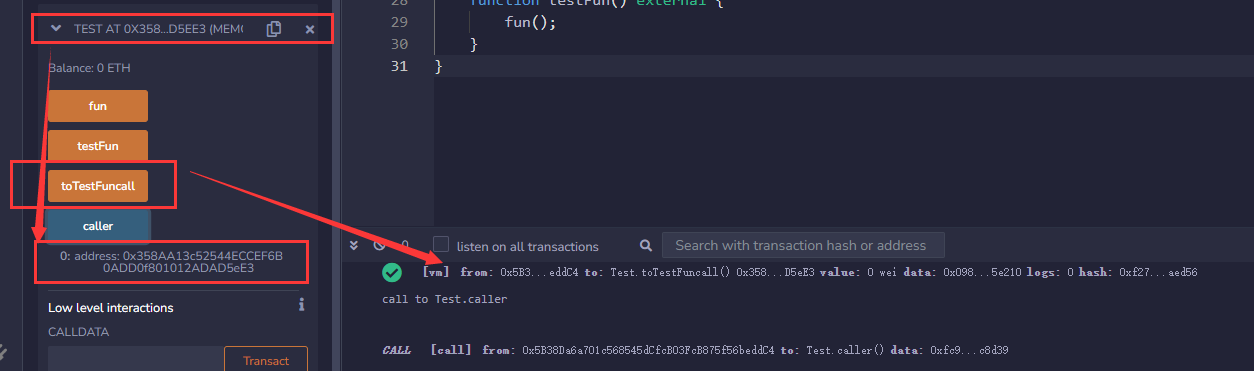 TEST AT 0X358...D5EE3 (MEMO
Balance: 0 ETH
fun
testFun
toTestFuncall
caller
0: address: 0x358AA13c52544ECCEF6B
0ADD0f801012ADAD5eE3
Low level interactions
i
CALLDATA
Transact
28 function testFun() external {
29 fun();
30 }
31 }
0 listen on all transactions
Search with transaction hash or address
[vm] from: 0x5B3...eddC4 to: Test.toTestFuncall() 0x358...D5eE3 value: 0 wei data: 0x098...5e210 logs: 0 hash: 0xf27...aed56
call to Test.caller
CALL [call] from: 0x5B38Da6a701c568545dCfcB03FcB875f56beddC4 to: Test.caller() data: 0xfc9...c8d39